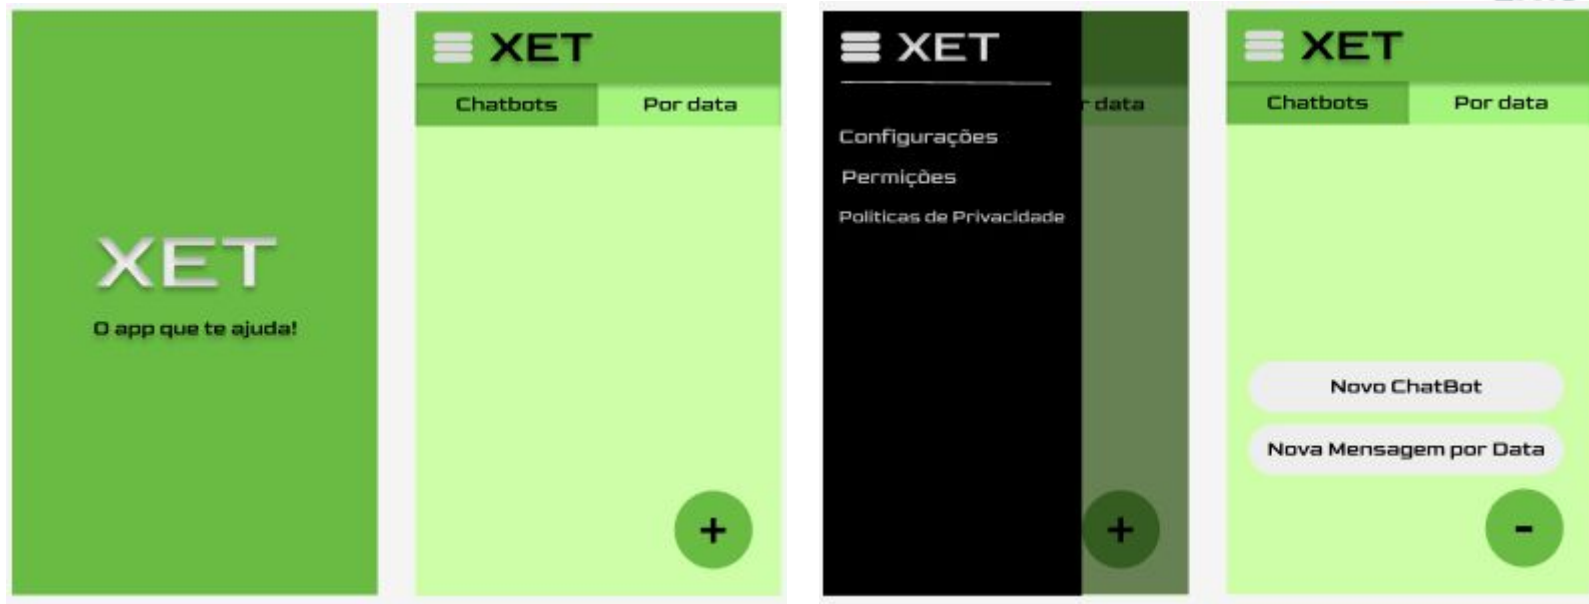 XET
O app que te ajuda!
XET
Chatbots Por data
+
XET
r data
Configurações
Permições
Politicas de Privacidade
+
XET
Chatbots Por data
Novo ChatBot
Nova Mensagem por Data
-